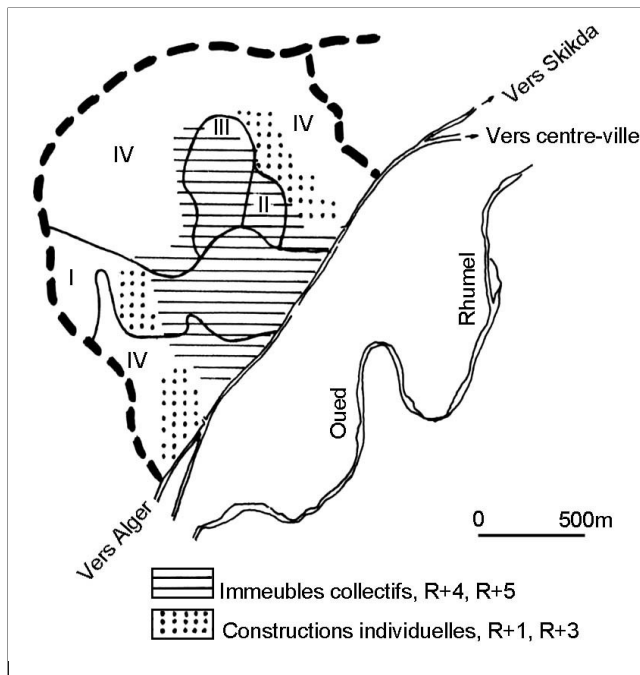 Vers Skikda
Vers centre-ville
III
IV
IV
II
I
IV
Rhumel
Oued
Vers Alger
0 500m
Immeubles collectifs, R+4, R+5
Constructions individuelles, R+1, R+3